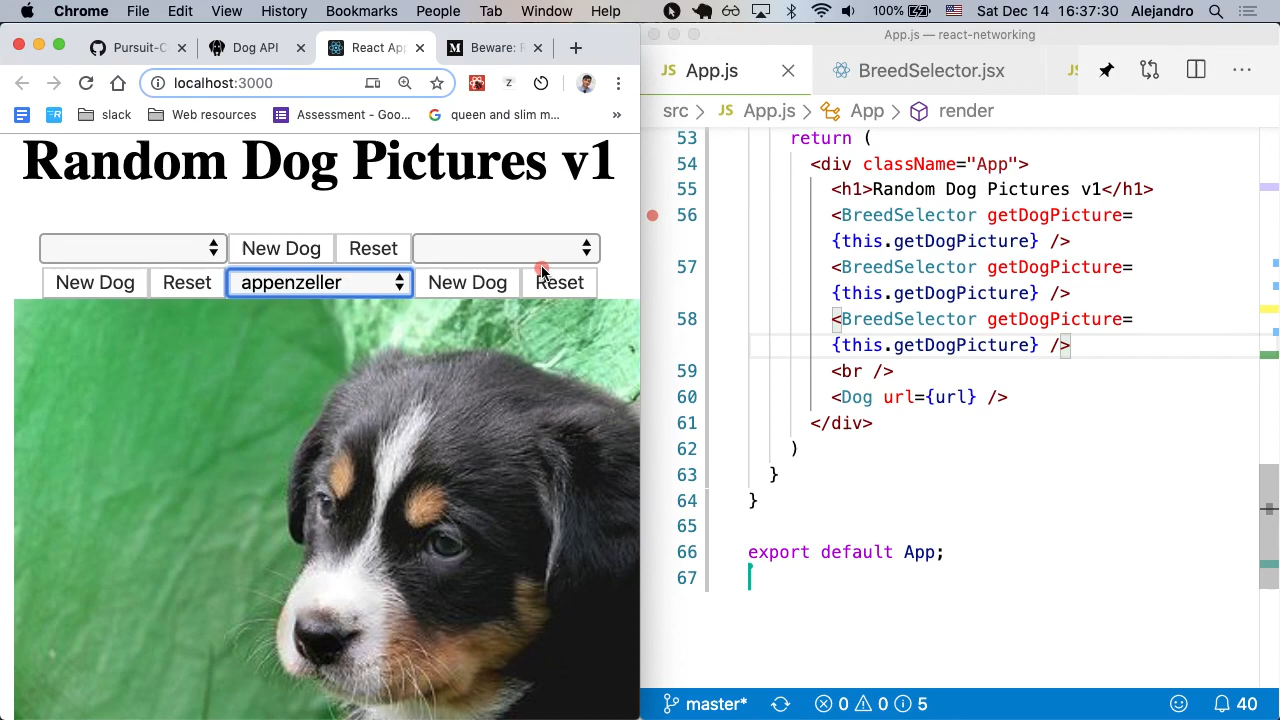 Chrome File Edit View History Bookmarks People Tab Window Help 100% Sat Dec 14 16:37:30 Alejandro
Pursuit-C Dog API React Ap Beware: R
localhost:3000
slack Web resources Assessment - Goo... queen and slim m... »
Random Dog Pictures v1
New Dog Reset
New Dog Reset appenzeller New Dog Reset
App.js — react-networking
JS App.js BreedSelector.jsx JS
src > JS App.js > App > render
53 return (
54 <div className="App">
55 <h1>Random Dog Pictures v1</h1>
56 <BreedSelector getDogPicture=
{this.getDogPicture} />
57 <BreedSelector getDogPicture=
{this.getDogPicture} />
58 <BreedSelector getDogPicture=
{this.getDogPicture} />
59 <br />
60 <Dog url={url} />
61 </div>
62 )
63 }
64 }
65
66 export default App;
67
master* 0 0 5 40